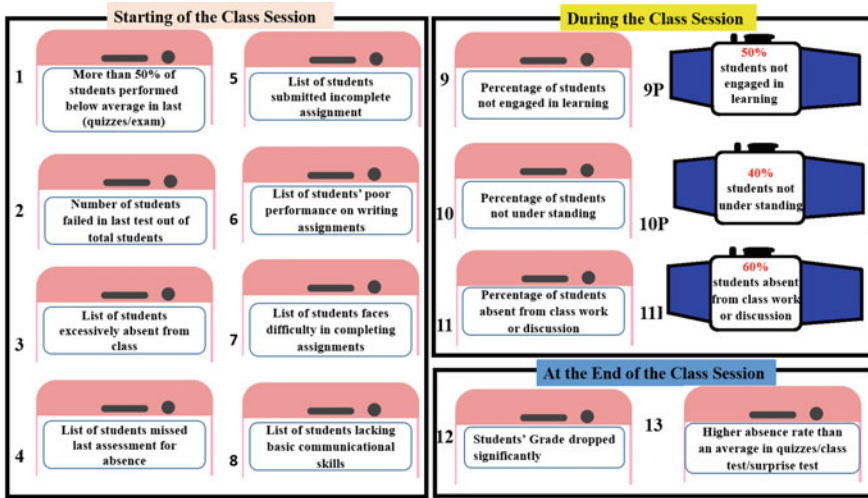 Starting of the Class Session
1
More than 50% of
students performed
below average in last
(quizzes/exam)
2
Number of students
failed in last test out of
total students
3
List of students
excessively absent from
class
4
List of students missed
last assessment for
absence
5
List of students
submitted incomplete
assignment
6
List of students' poor
performance on writing
assignments
7
List of students faces
difficulty in completing
assignments
8
List of students lacking
basic communicational
skills
During the Class Session
9
Percentage of students
not engaged in learning
9P
50%
students not
engaged in
learning
10
Percentage of students
not under standing
10P
40%
students not
under standing
11
Percentage of students
absent from class work
or discussion
11I
60%
students absent
from class work
or discussion
At the End of the Class Session
12
Students' Grade dropped
significantly
13
Higher absence rate than
an average in quizzes/class
test/surprise test